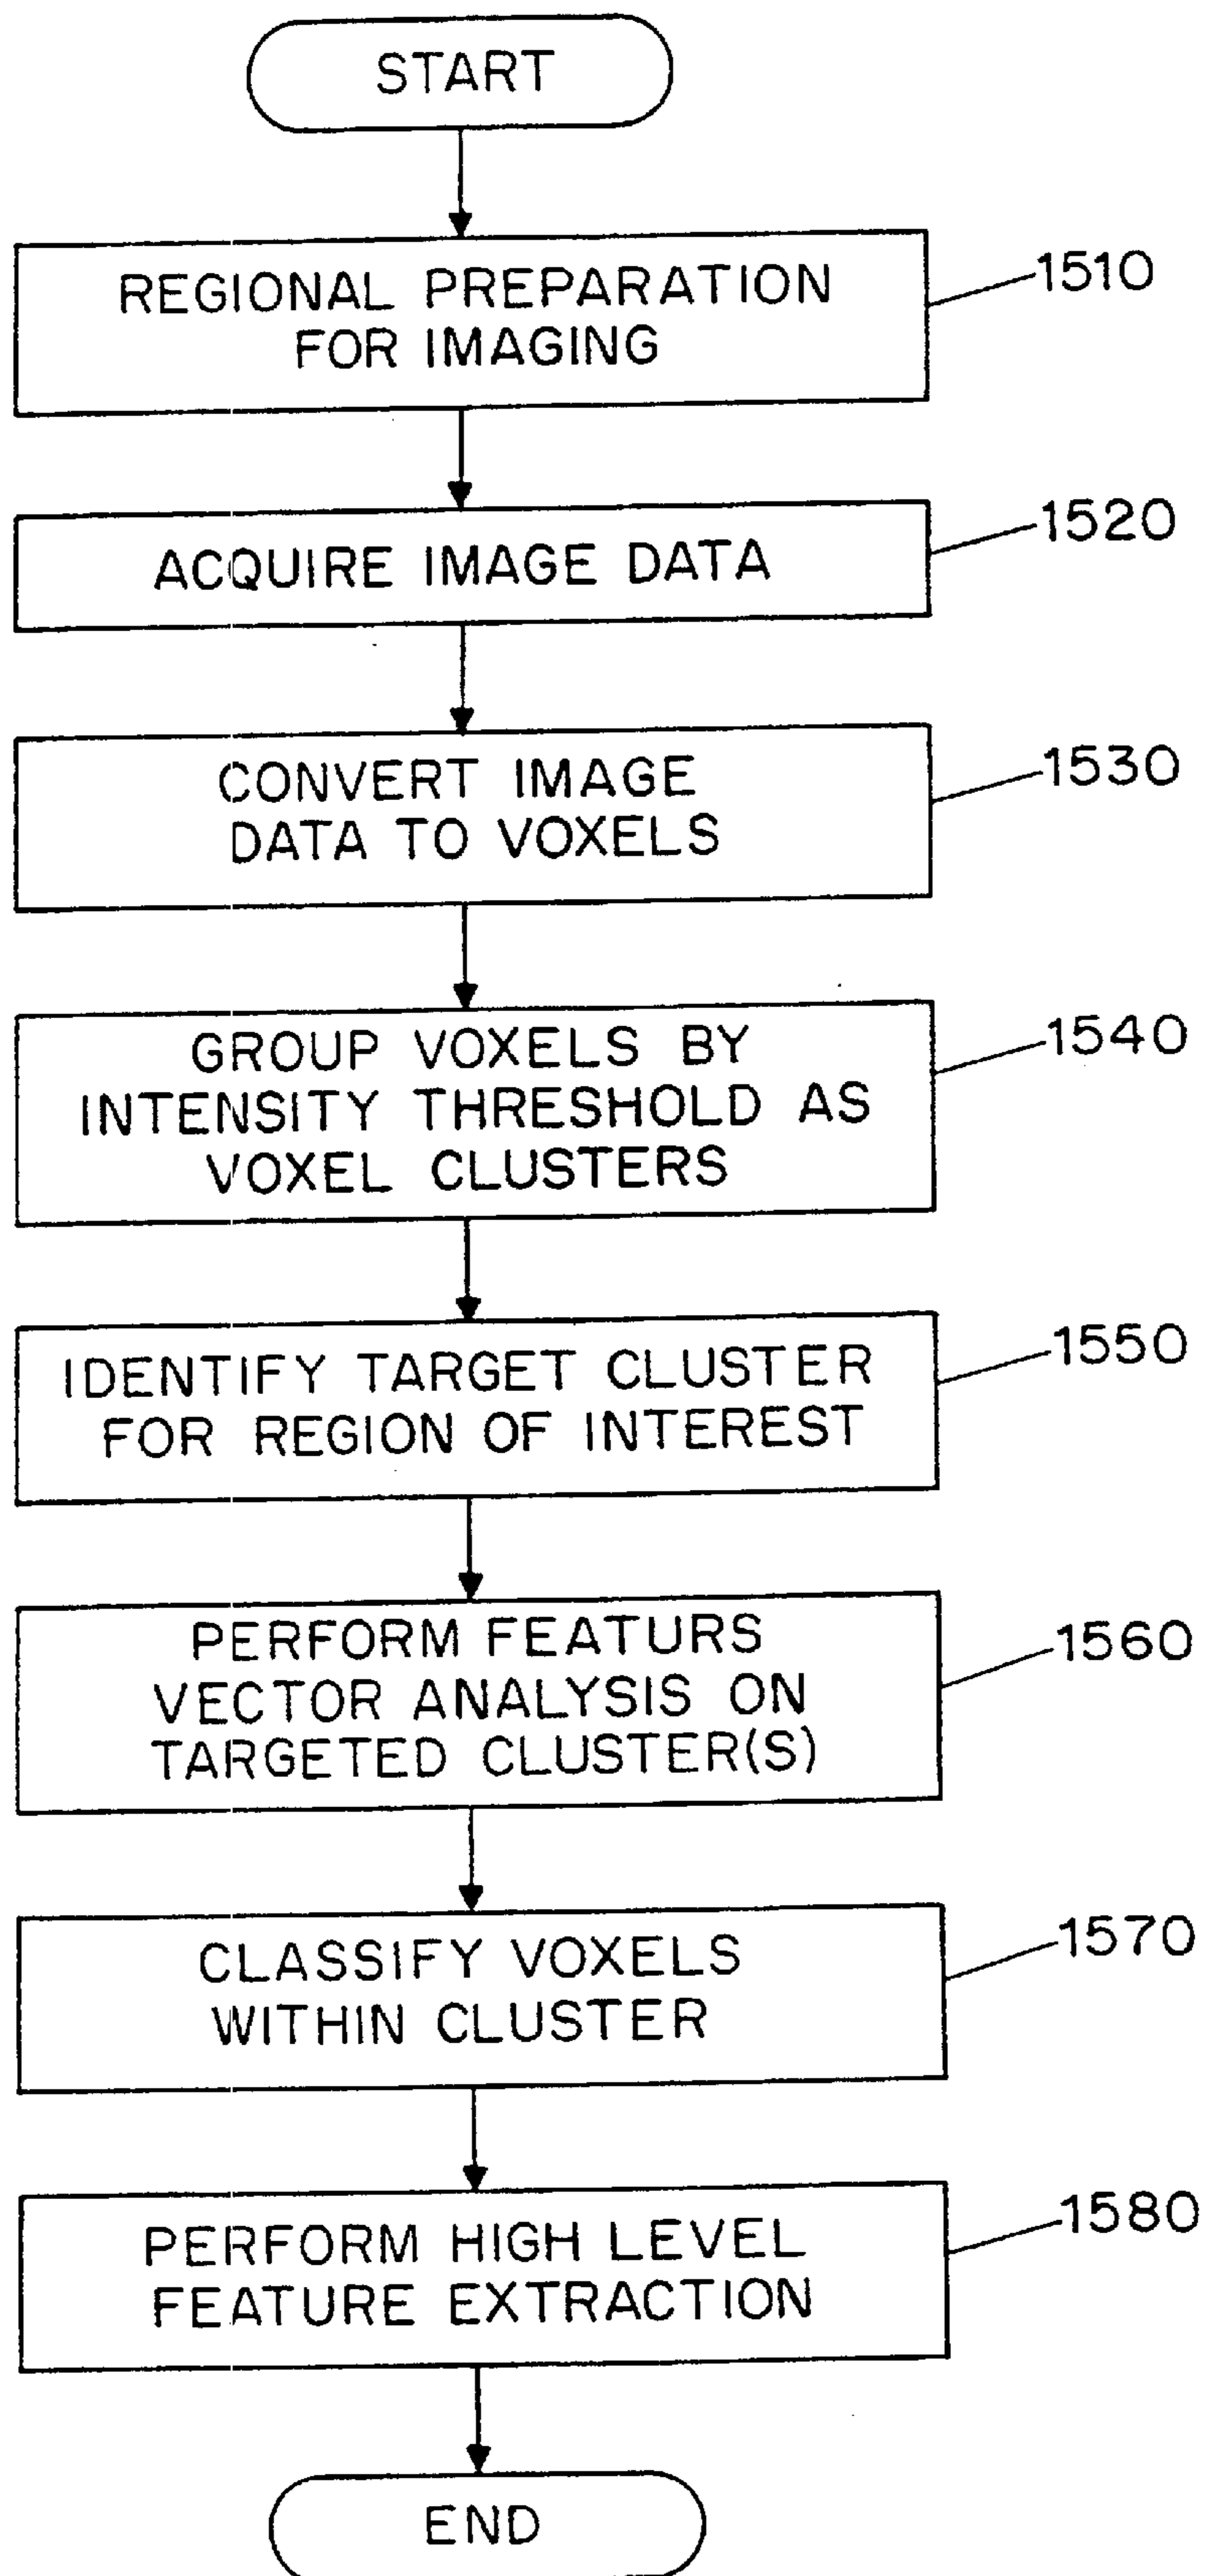 START
REGIONAL PREPARATION
FOR IMAGING
1510
ACQUIRE IMAGE DATA
1520
CONVERT IMAGE
DATA TO VOXELS
1530
GROUP VOXELS BY
INTENSITY THRESHOLD AS
VOXEL CLUSTERS
1540
IDENTIFY TARGET CLUSTER
FOR REGION OF INTEREST
1550
PERFORM FEATURS
VECTOR ANALYSIS ON
TARGETED CLUSTER(S)
1560
CLASSIFY VOXELS
WITHIN CLUSTER
1570
PERFORM HIGH LEVEL
FEATURE EXTRACTION
1580
END